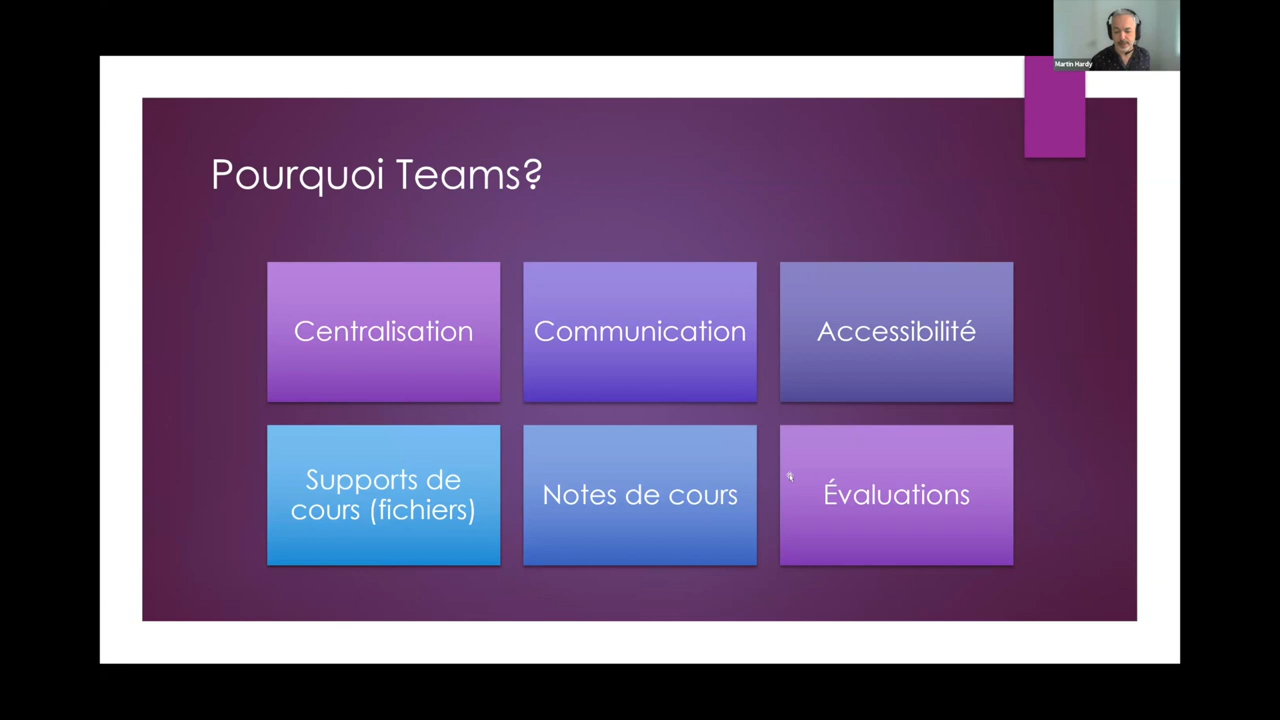 Martin Hardy
Pourquoi Teams?
Centralisation
Communication
Accessibilité
Supports de
cours (fichiers)
Notes de cours
Évaluations